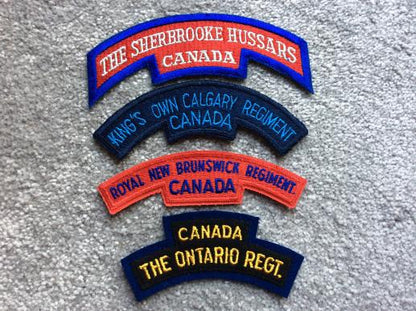 THE SHERBROOKE HUSSARS
CANADA
KING'S OWN CALGARY REGIMENT
CANADA
ROYAL NEW BRUNSWICK REGIMENT
CANADA
CANADA
THE ONTARIO REGT.